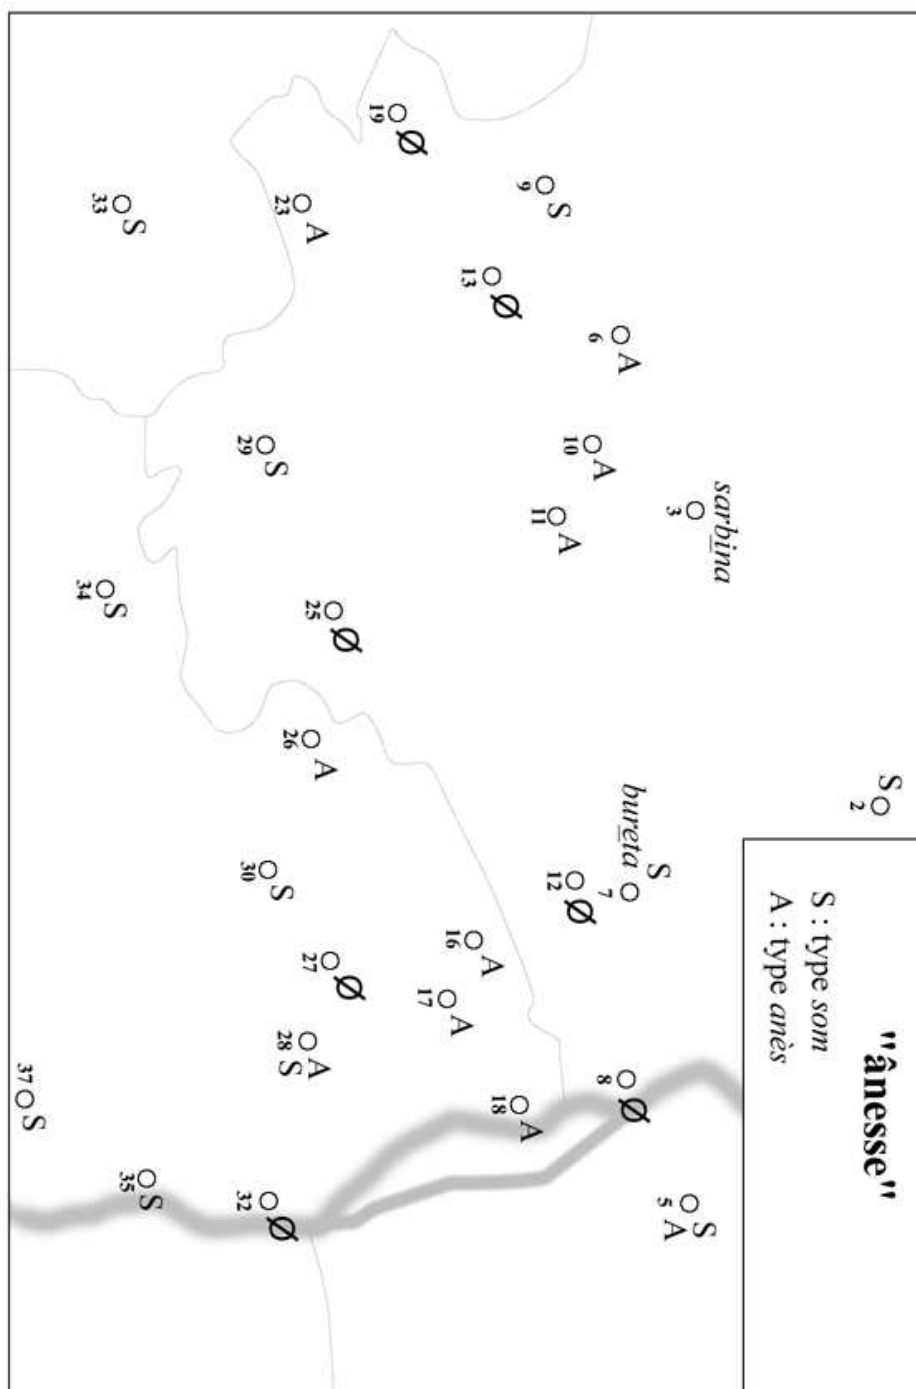 "ânesse"
S : type som
A : type anès
S
2
sarbina
3
S
A
5
S
bureta
7
A
6
Ø
8
A
10
Ø
12
A
11
S
9
A
18
Ø
13
A
16
A
17
Ø
19
Ø
25
Ø
27
A
26
A
23
A
S
28
Ø
32
S
29
S
30
S
35
S
33
S
34
S
37